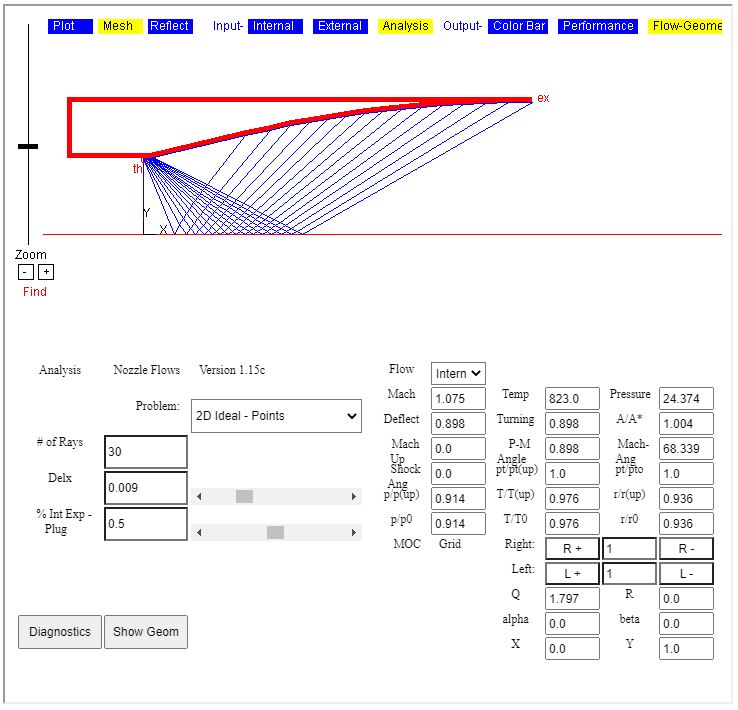 Plot Mesh Reflect Input- Internal External Analysis Output- Color Bar Performance Flow-Geome
ex
th
Y
X
Zoom
- +
Find
Analysis Nozzle Flows Version 1.15c Flow Intern
Mach 1.075 Temp 823.0 Pressure 24.374
Problem: 2D Ideal - Points
Deflect 0.898 Turning 0.898 A/A* 1.004
# of Rays 30
Mach Up 0.0 P-M Angle 0.898 Mach-Ang 68.339
Shock Ang 0.0 pt/pt(up) 1.0 pt/pto 1.0
Delx 0.009
p/p(up) 0.914 T/T(up) 0.976 r/r(up) 0.936
% Int Exp - Plug 0.5
p/p0 0.914 T/T0 0.976 r/r0 0.936
MOC Grid Right: R + 1 R -
Left: L + 1 L -
Q 1.797 R 0.0
alpha 0.0 beta 0.0
Diagnostics Show Geom
X 0.0 Y 1.0